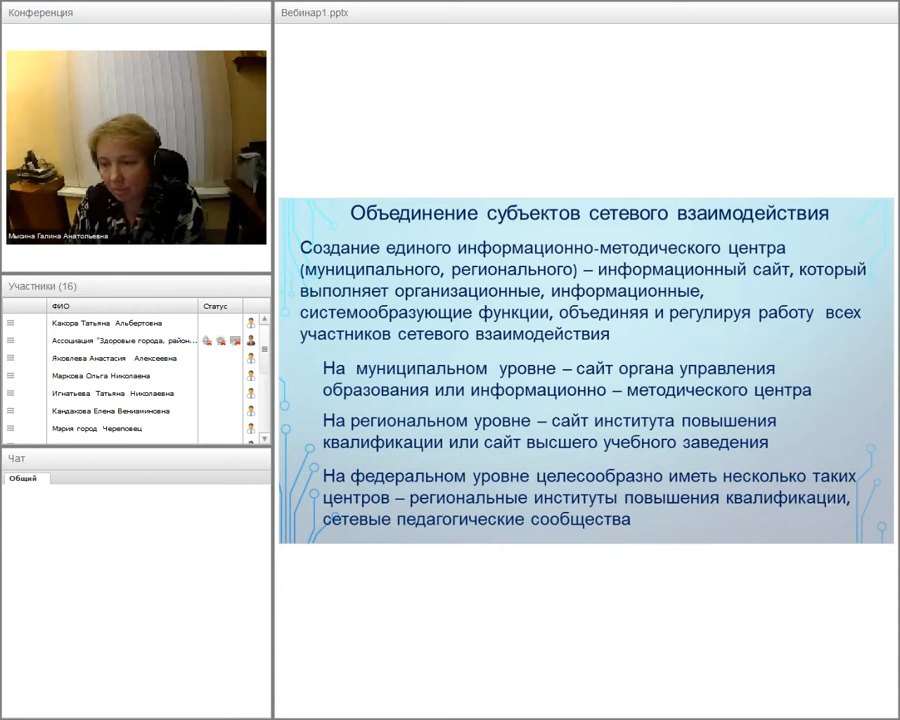 Конференция
Мысина Галина Анатольевна
Участники (16)
ФИО
Статус
Какора Татьяна Альбертовна
Ассоциация "Здоровые города, район...
Яковлева Анастасия Алексеевна
Маркова Ольга Николаена
Игнатьева Татьяна Николаевна
Кандакова Елена Вениаминовна
Мэрия город Череповец
Чат
Общий
Вебинар1.pptx
Объединение субъектов сетевого взаимодействия
Создание единого информационно-методического центра
(муниципального, регионального) – информационный сайт, который
выполняет организационные, информационные,
системообразующие функции, объединяя и регулируя работу всех
участников сетевого взаимодействия
На муниципальном уровне – сайт органа управления
образования или информационно – методического центра
На региональном уровне – сайт института повышения
квалификации или сайт высшего учебного заведения
На федеральном уровне целесообразно иметь несколько таких
центров – региональные институты повышения квалификации,
сетевые педагогические сообщества